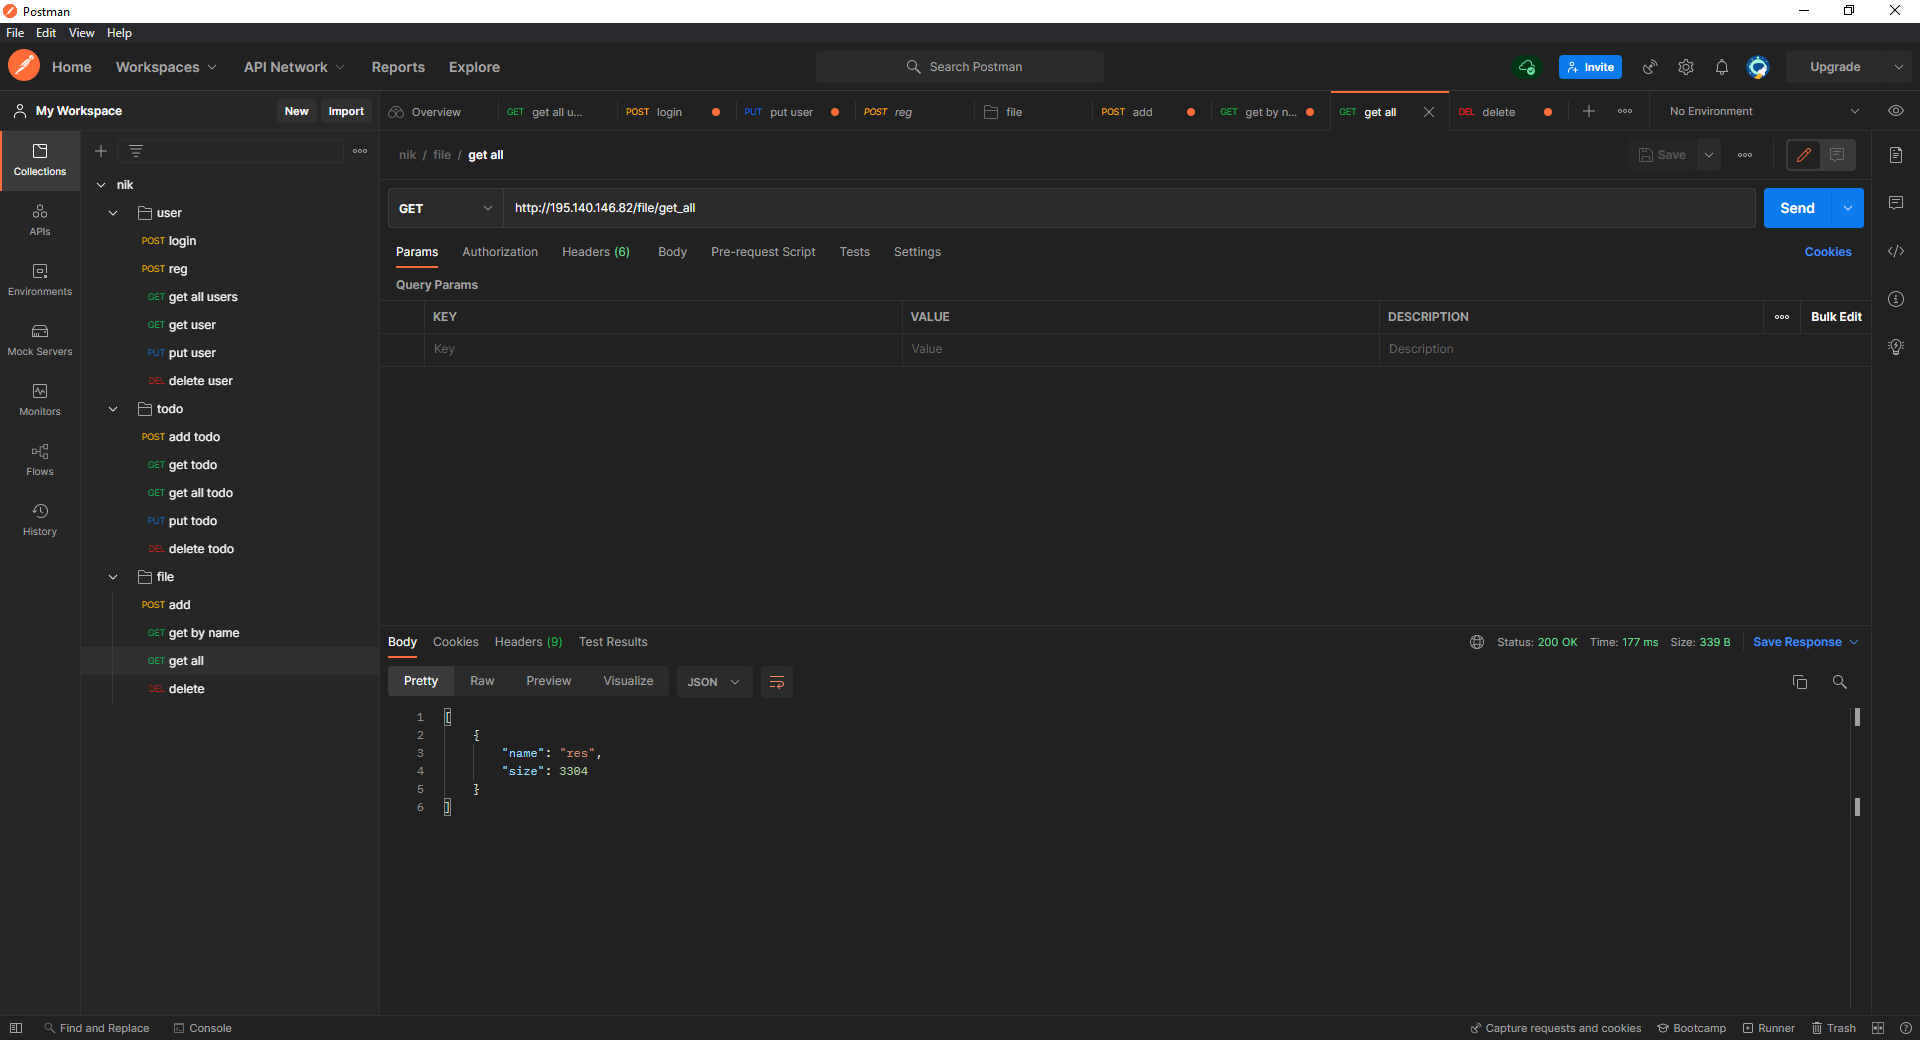 Postman
File Edit View Help
Home Workspaces API Network Reports Explore Search Postman Invite Upgrade
My Workspace New Import
Overview GET get all u... POST login PUT put user POST reg file POST add GET get by n... GET get all DEL delete No Environment
Collections
APIs
Environments
Mock Servers
Monitors
Flows
History
nik
user
POST login
POST reg
GET get all users
GET get user
PUT put user
DEL delete user
todo
POST add todo
GET get todo
GET get all todo
PUT put todo
DEL delete todo
file
POST add
GET get by name
GET get all
DEL delete
nik / file / get all Save
GET http://195.140.146.82/file/get_all Send
Params Authorization Headers (6) Body Pre-request Script Tests Settings Cookies
Query Params
KEY VALUE DESCRIPTION Bulk Edit
Key Value Description
Body Cookies Headers (9) Test Results Status: 200 OK Time: 177 ms Size: 339 B Save Response
Pretty Raw Preview Visualize JSON
1 [
2 {
3 "name": "res",
4 "size": 3304
5 }
6 ]
Find and Replace Console Capture requests and cookies Bootcamp Runner Trash